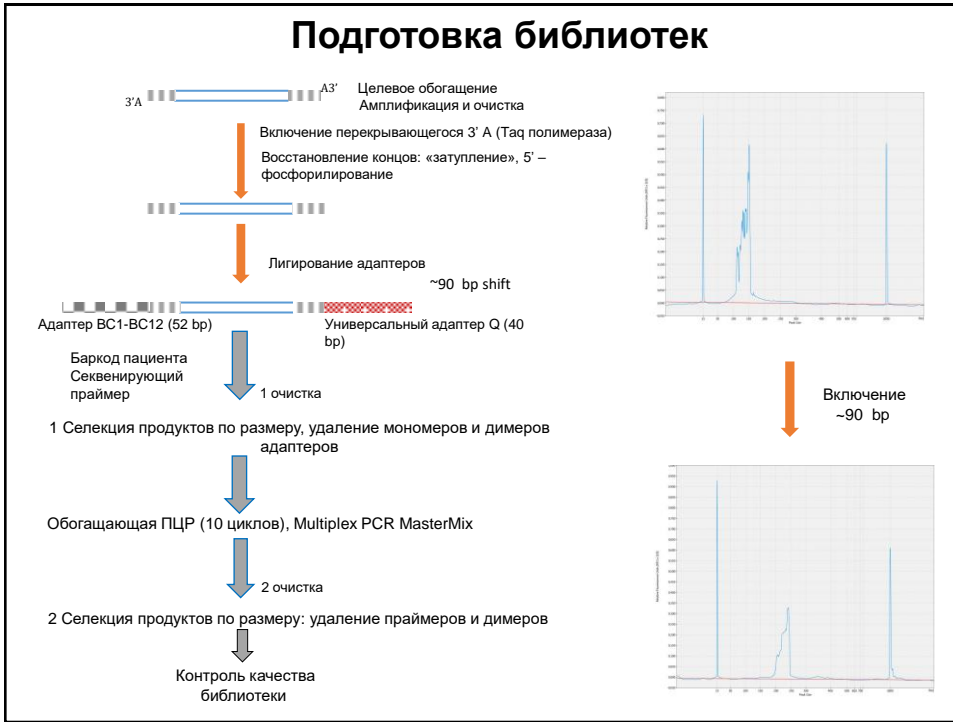 Подготовка библиотек
3'А
А3'
Целевое обогащение
Амплификация и очистка
Включение перекрывающегося 3' А (Taq полимераза)
Восстановление концов: «затупление», 5' –
фосфорилирование
Лигирование адаптеров
~90 bp shift
Адаптер BC1-BC12 (52 bp)
Универсальный адаптер Q (40
bp)
Баркод пациента
Секвенирующий
праймер
1 очистка
1 Селекция продуктов по размеру, удаление мономеров и димеров
адаптеров
Обогащающая ПЦР (10 циклов), Multiplex PCR MasterMix
2 очистка
2 Селекция продуктов по размеру: удаление праймеров и димеров
Контроль качества
библиотеки
Включение
~90 bp